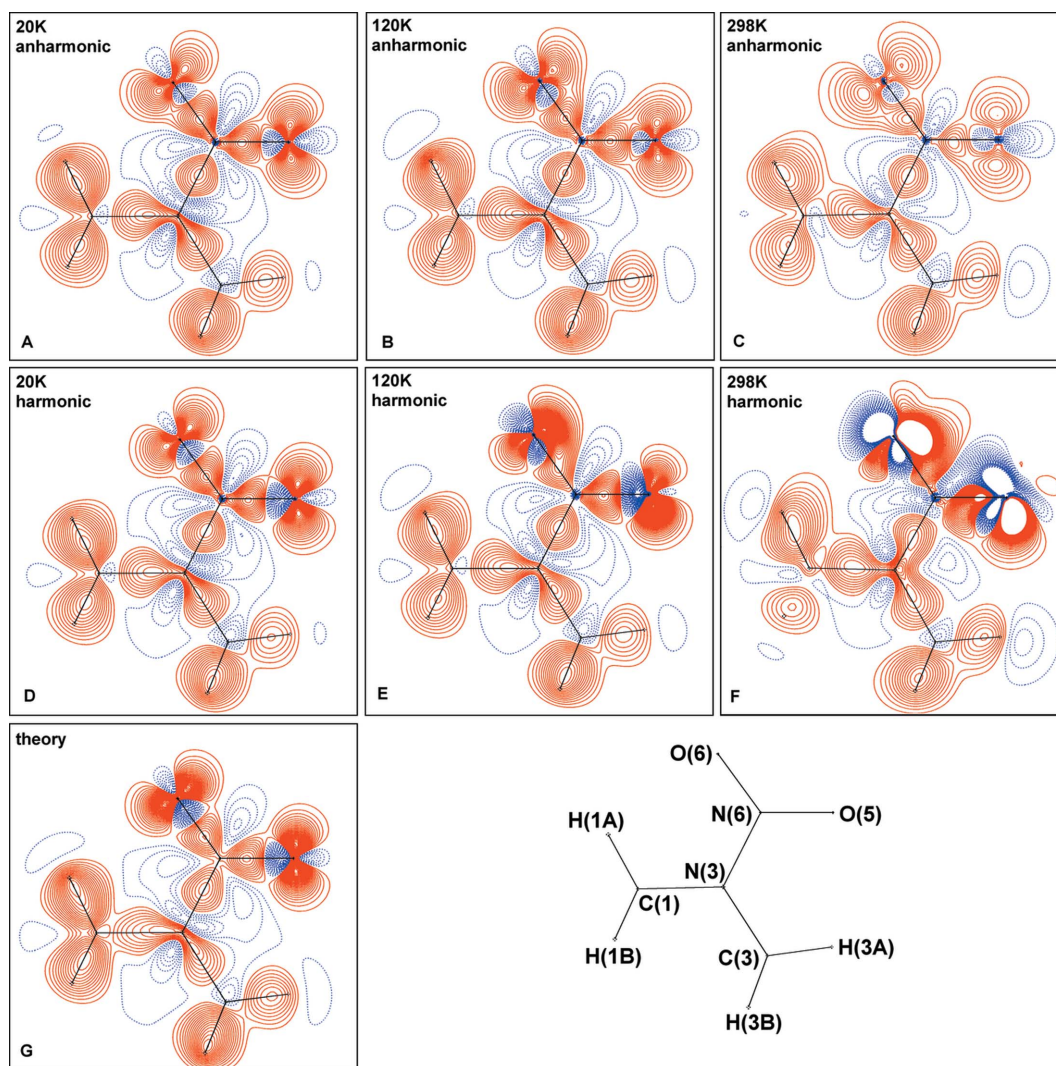 20K
anharmonic
A
120K
anharmonic
B
298K
anharmonic
C
20K
harmonic
D
120K
harmonic
E
298K
harmonic
F
theory
G
O(6)
N(6)
O(5)
H(1A)
N(3)
C(1)
H(1B)
C(3)
H(3A)
H(3B)